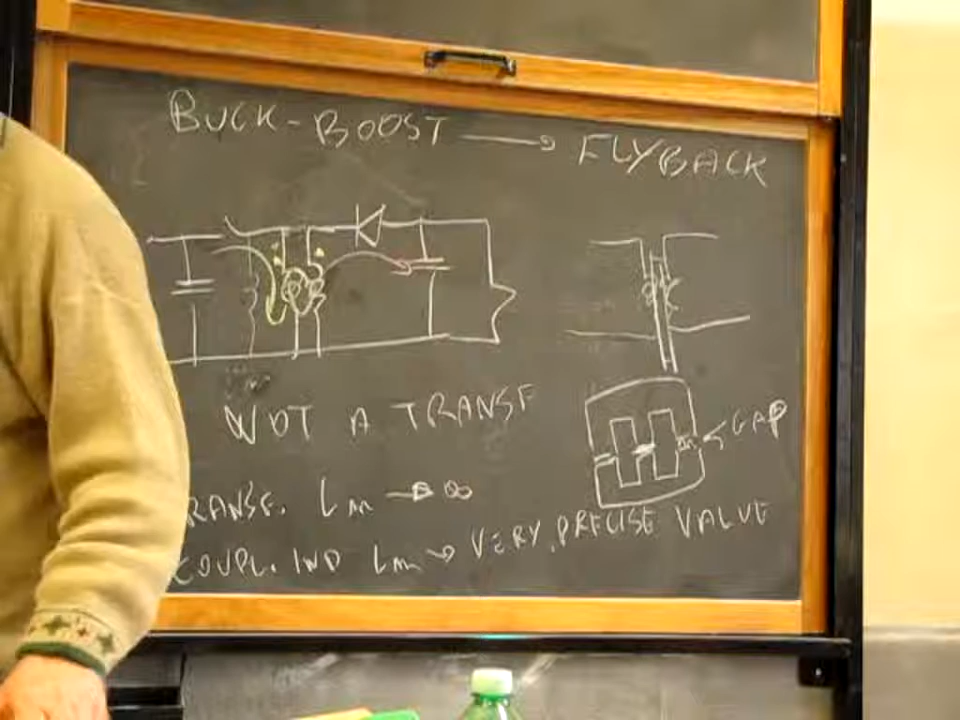 BUCK-BOOST → FLYBACK
NOT A TRANSF
GAP
RANSF. Lm → ∞
COUPL. IND Lm → VERY PRECISE VALUE